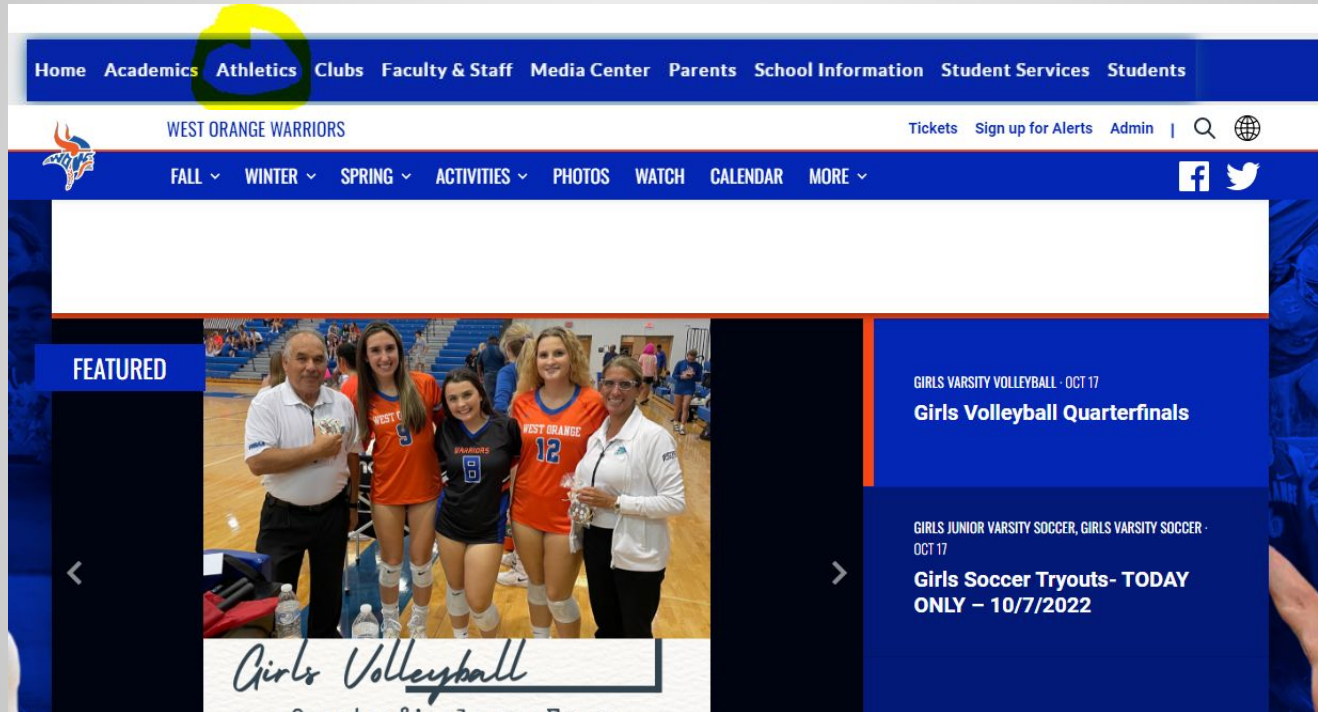 Home Academics Athletics Clubs Faculty & Staff Media Center Parents School Information Student Services Students
WEST ORANGE WARRIORS Tickets Sign up for Alerts Admin |
FALL WINTER SPRING ACTIVITIES PHOTOS WATCH CALENDAR MORE
FEATURED
WEST
9
WARRIORS
8
WEST ORANGE
12
Girls Volleyball
GIRLS VARSITY VOLLEYBALL · OCT 17
Girls Volleyball Quarterfinals
GIRLS JUNIOR VARSITY SOCCER, GIRLS VARSITY SOCCER ·
OCT 17
Girls Soccer Tryouts- TODAY
ONLY – 10/7/2022